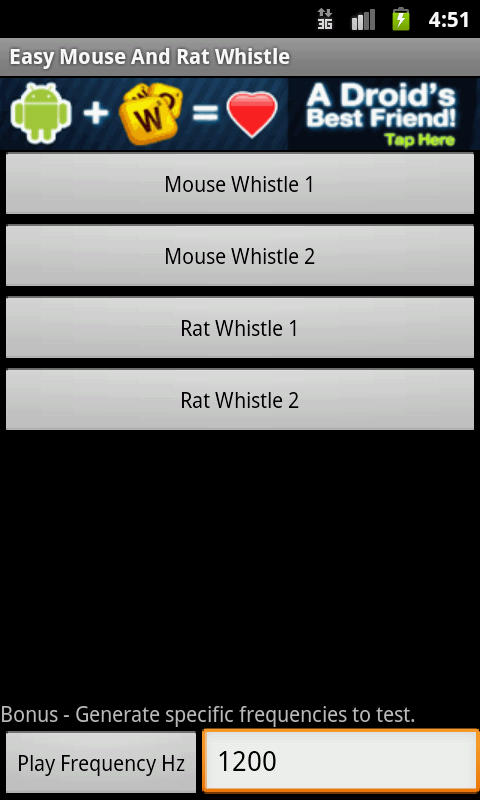 3G 4:51
Easy Mouse And Rat Whistle
W
A Droid's
Best Friend!
Tap Here
Mouse Whistle 1
Mouse Whistle 2
Rat Whistle 1
Rat Whistle 2
Bonus - Generate specific frequencies to test.
Play Frequency Hz 1200